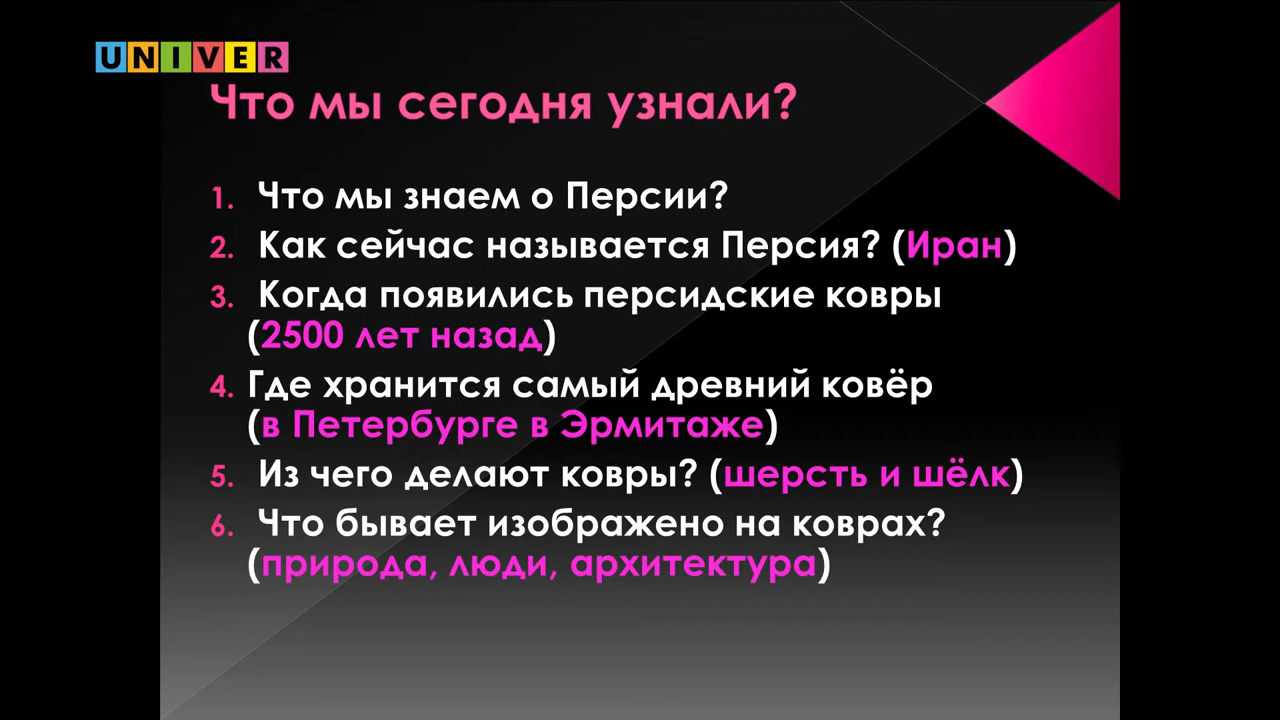 UNIVER
Что мы сегодня узнали?
1. Что мы знаем о Персии?
2. Как сейчас называется Персия? (Иран)
3. Когда появились персидские ковры
(2500 лет назад)
4. Где хранится самый древний ковёр
(в Петербурге в Эрмитаже)
5. Из чего делают ковры? (шерсть и шёлк)
6. Что бывает изображено на коврах?
(природа, люди, архитектура)